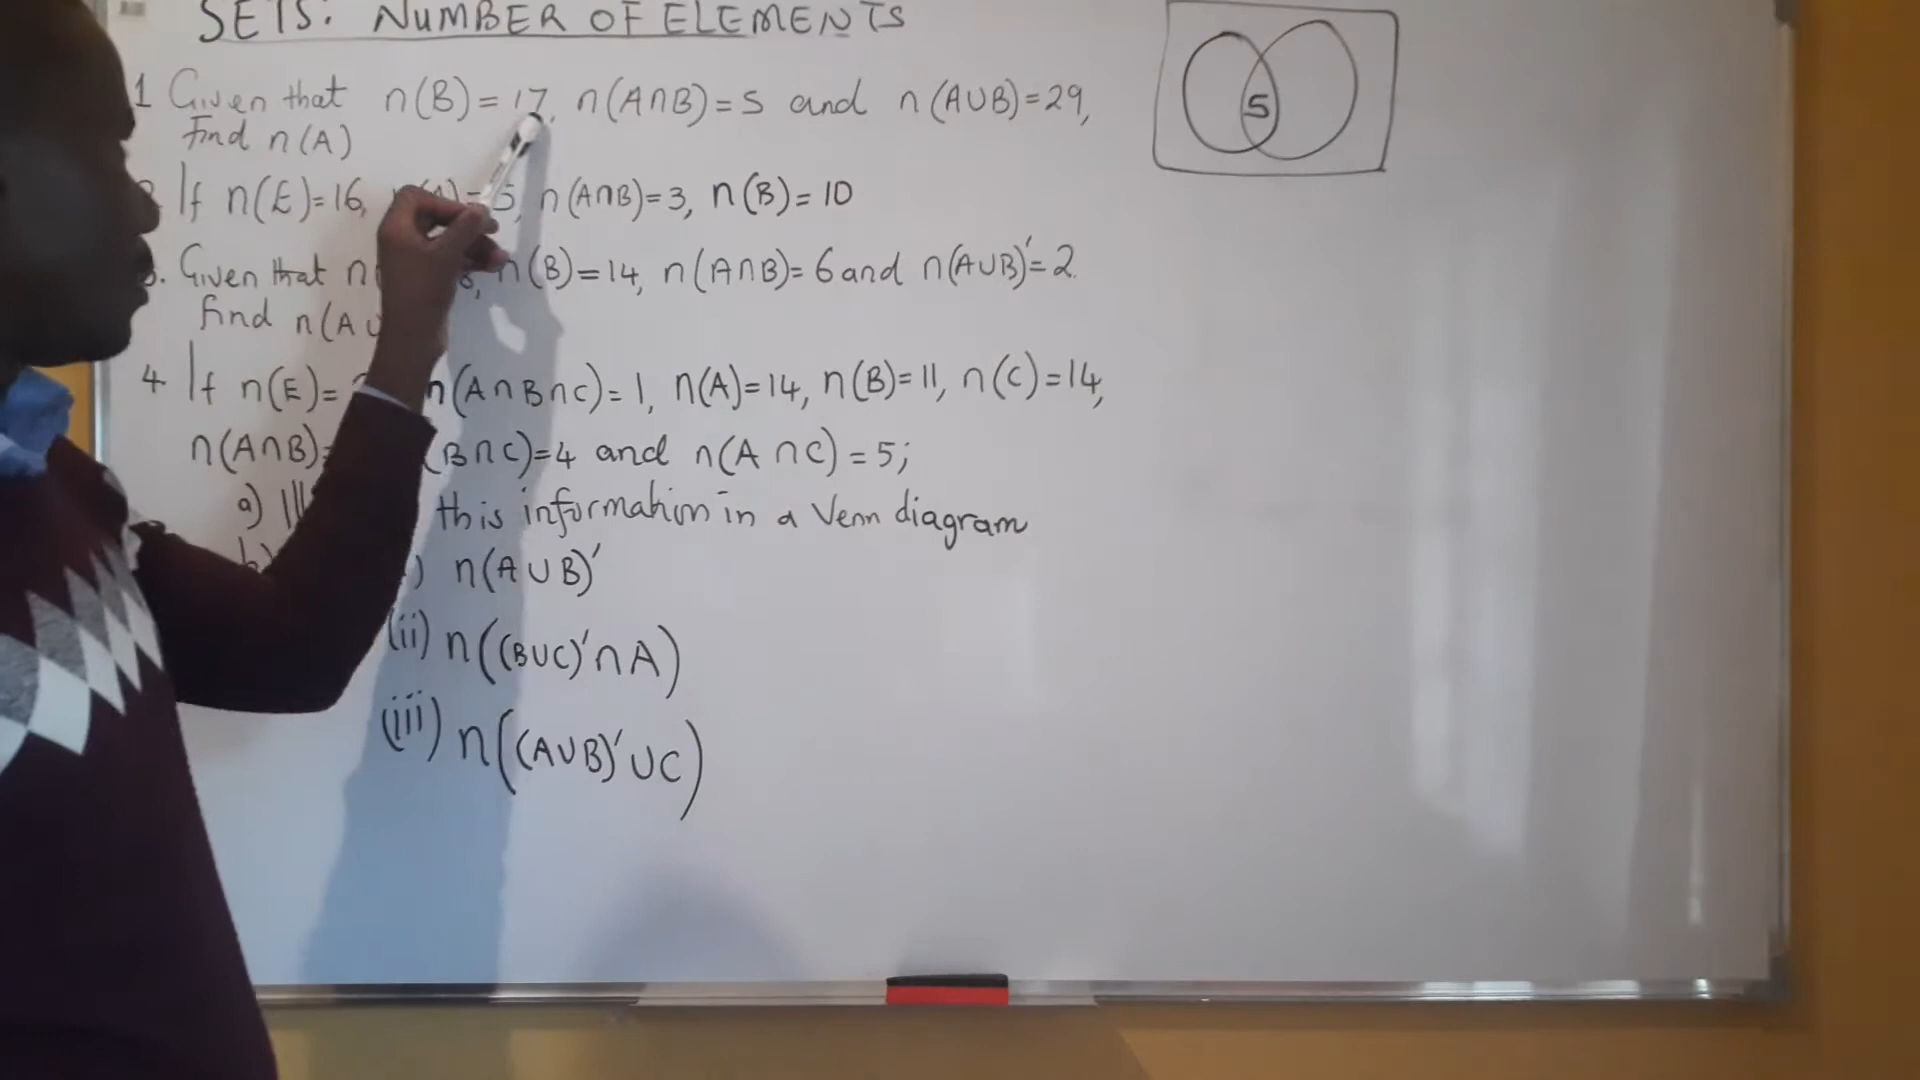 SETS: NUMBER OF ELEMENTS
1 Given that n(B)=17, n(A∩B)=5 and n(A∪B)=29,
Find n(A)
If n(E)=16, n(A∩B)=3, n(B)=10
Given that n(B)=14, n(A∩B)=6 and n(A∪B)'=2.
find n(A ∪
4. If n(E)= n(A∩B∩C)=1, n(A)=14, n(B)=11, n(C)=14,
n(A∩B)= (B∩C)=4 and n(A∩C)=5;
a) this information in a Venn diagram
b) ) n(A∪B)'
(ii) n((B∪C)'∩A)
(iii) n((A∪B)'∪C)
5